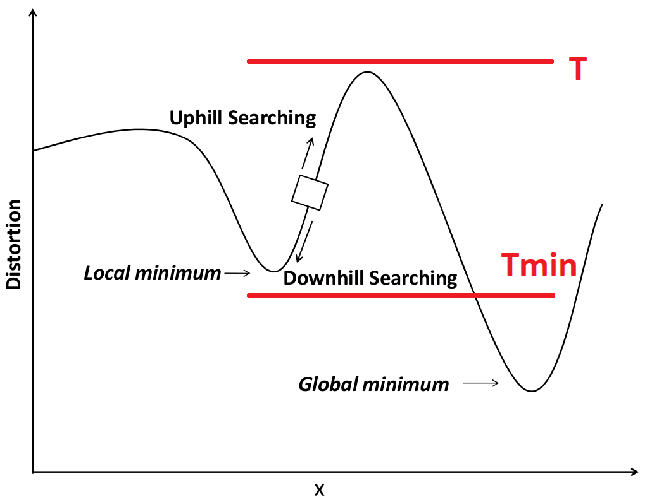 T
Uphill Searching
Distortion
Tmin
Local minimum
Downhill Searching
Global minimum
X